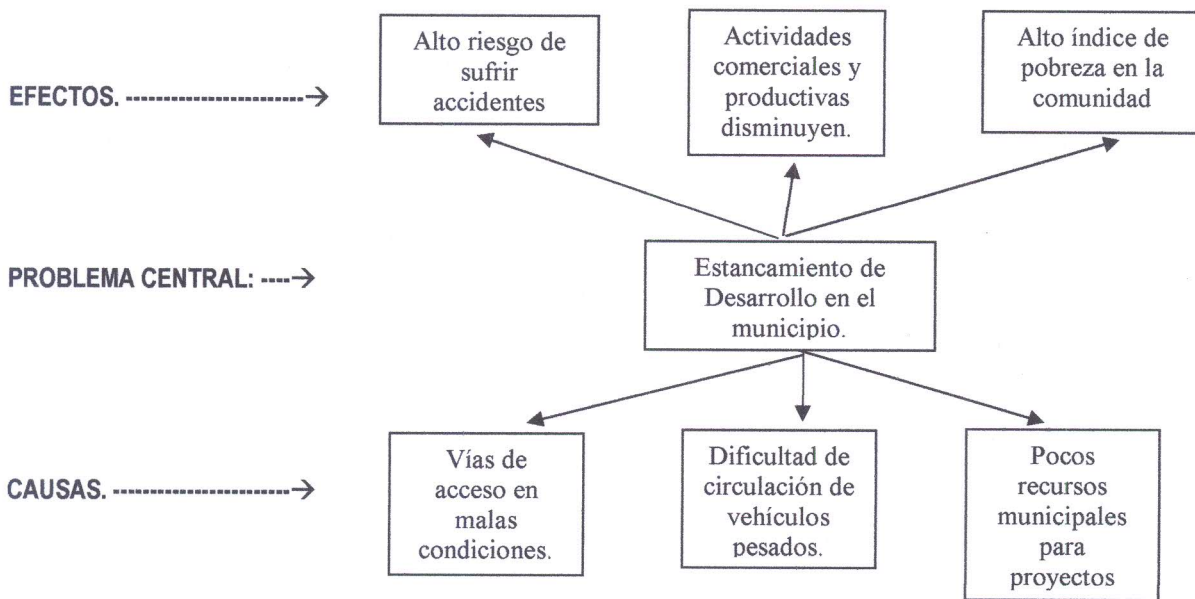 EFECTOS. ----------------------→
Alto riesgo de
sufrir
accidentes
Actividades
comerciales y
productivas
disminuyen.
Alto índice de
pobreza en la
comunidad
PROBLEMA CENTRAL: ----→
Estancamiento de
Desarrollo en el
municipio.
CAUSAS. -------------------------→
Vías de
acceso en
malas
condiciones.
Dificultad de
circulación de
vehículos
pesados.
Pocos
recursos
municipales
para
proyectos